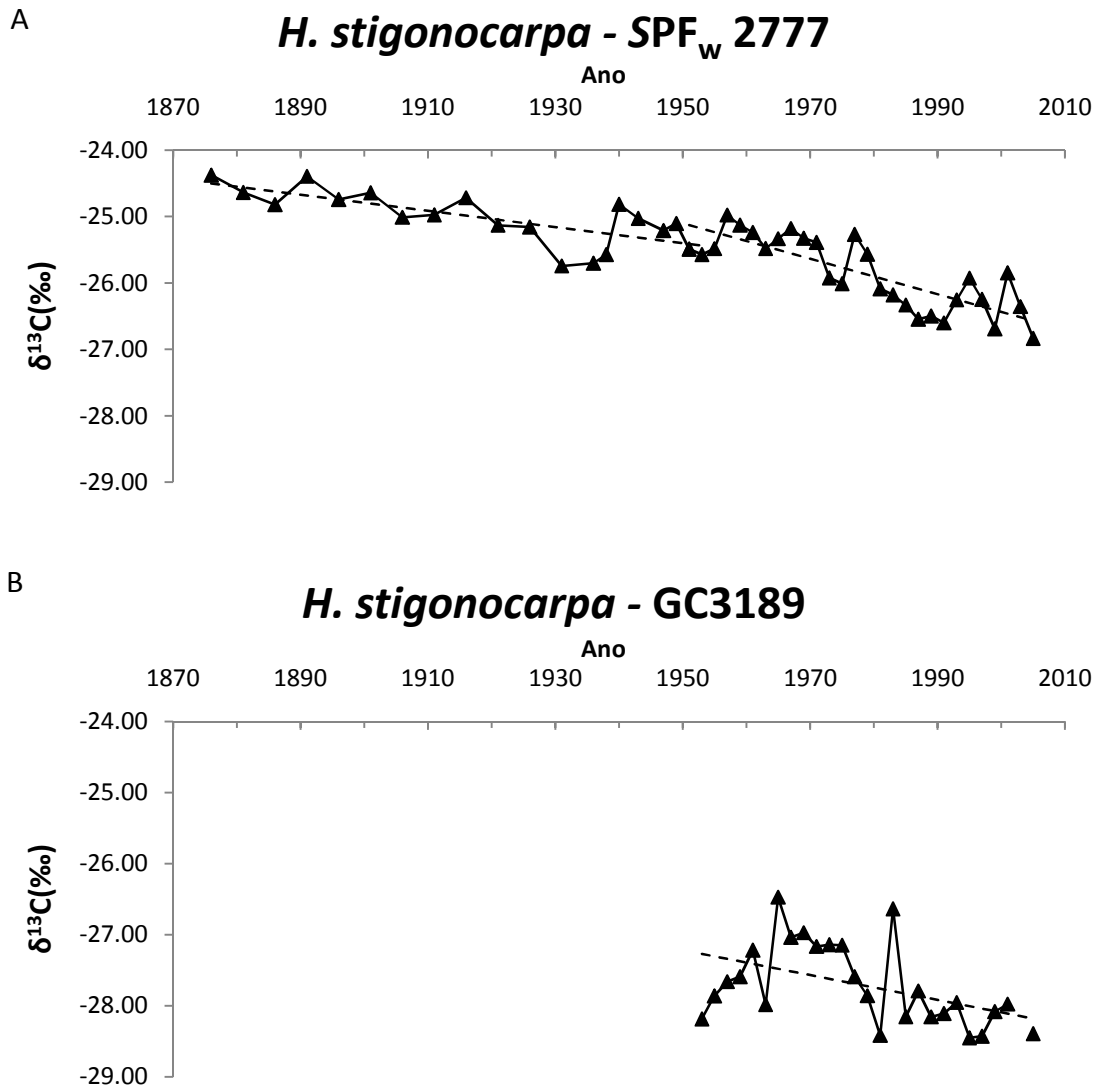 A
H. stigonocarpa - SPFw 2777
Ano
1870 1890 1910 1930 1950 1970 1990 2010
-24.00
-25.00
-26.00
-27.00
-28.00
-29.00
δ¹³C(‰)
B
H. stigonocarpa - GC3189
Ano
1870 1890 1910 1930 1950 1970 1990 2010
-24.00
-25.00
-26.00
-27.00
-28.00
-29.00
δ¹³C(‰)